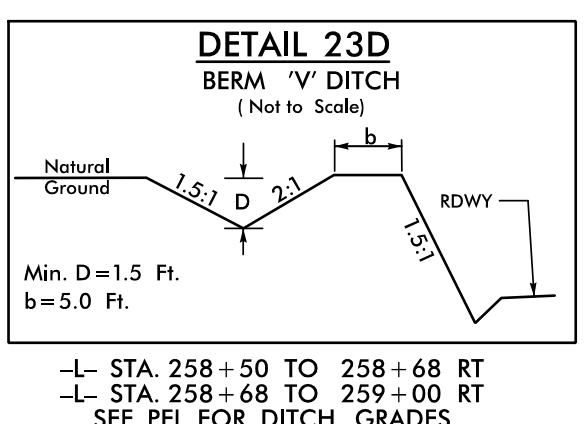 DETAIL 23D
BERM 'V' DITCH
( Not to Scale)
b
Natural
Ground
1.5:1
D
2:1
1.5:1
RDWY
Min. D=1.5 Ft.
b=5.0 Ft.
-L- STA. 258+50 TO 258+68 RT
-L- STA. 258+68 TO 259+00 RT
SEE PFL FOR DITCH GRADES